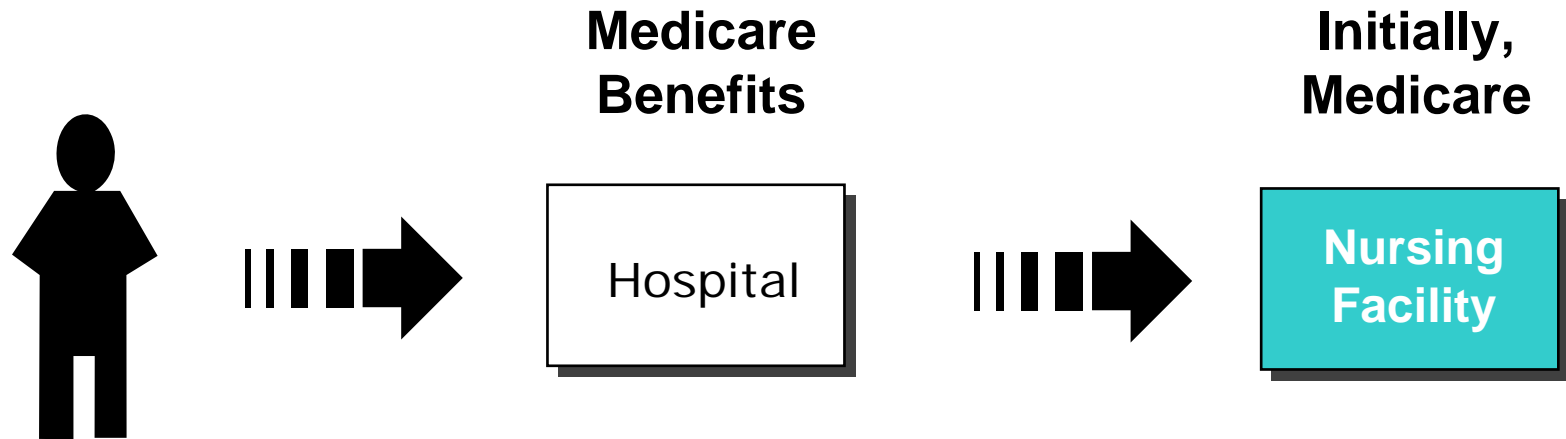 Medicare
Benefits
Initially,
Medicare
Hospital
Nursing
Facility